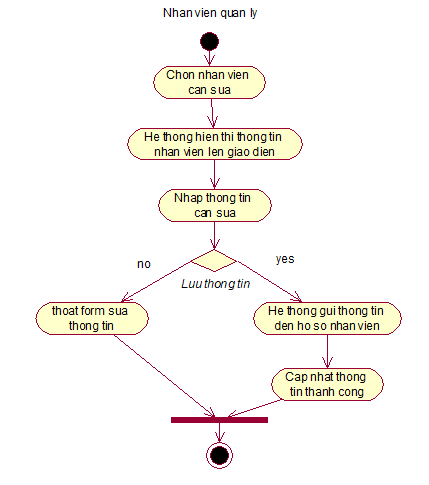 Nhan vien quan ly
Chon nhan vien
can sua
He thong hien thi thong tin
nhan vien len giao dien
Nhap thong tin
can sua
no
yes
Luu thong tin
thoat form sua
thong tin
He thong gui thong tin
den ho so nhan vien
Cap nhat thong
tin thanh cong